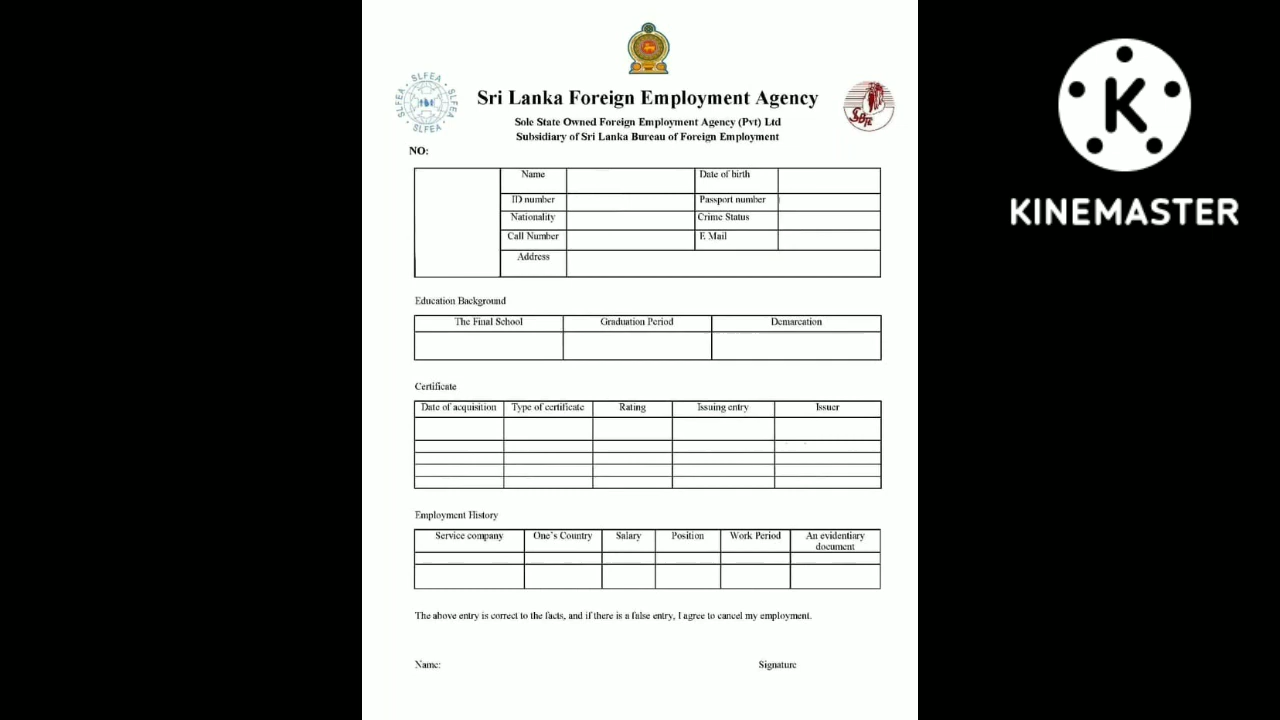 SLFEA · SLFEA · SLFEA · SLFEA
Sri Lanka Foreign Employment Agency
Sole State Owned Foreign Employment Agency (Pvt) Ltd
Subsidiary of Sri Lanka Bureau of Foreign Employment
NO:
Name Date of birth
ID number Passport number
Nationality Crime Status
Call Number E Mail
Address
Education Background
The Final School Graduation Period Demarcation
Certificate
Date of acquisition Type of certificate Rating Issuing entry Issuer
Employment History
Service company One's Country Salary Position Work Period An evidentiary
document
The above entry is correct to the facts, and if there is a false entry, I agree to cancel my employment.
Name: Signature
K
KINEMASTER